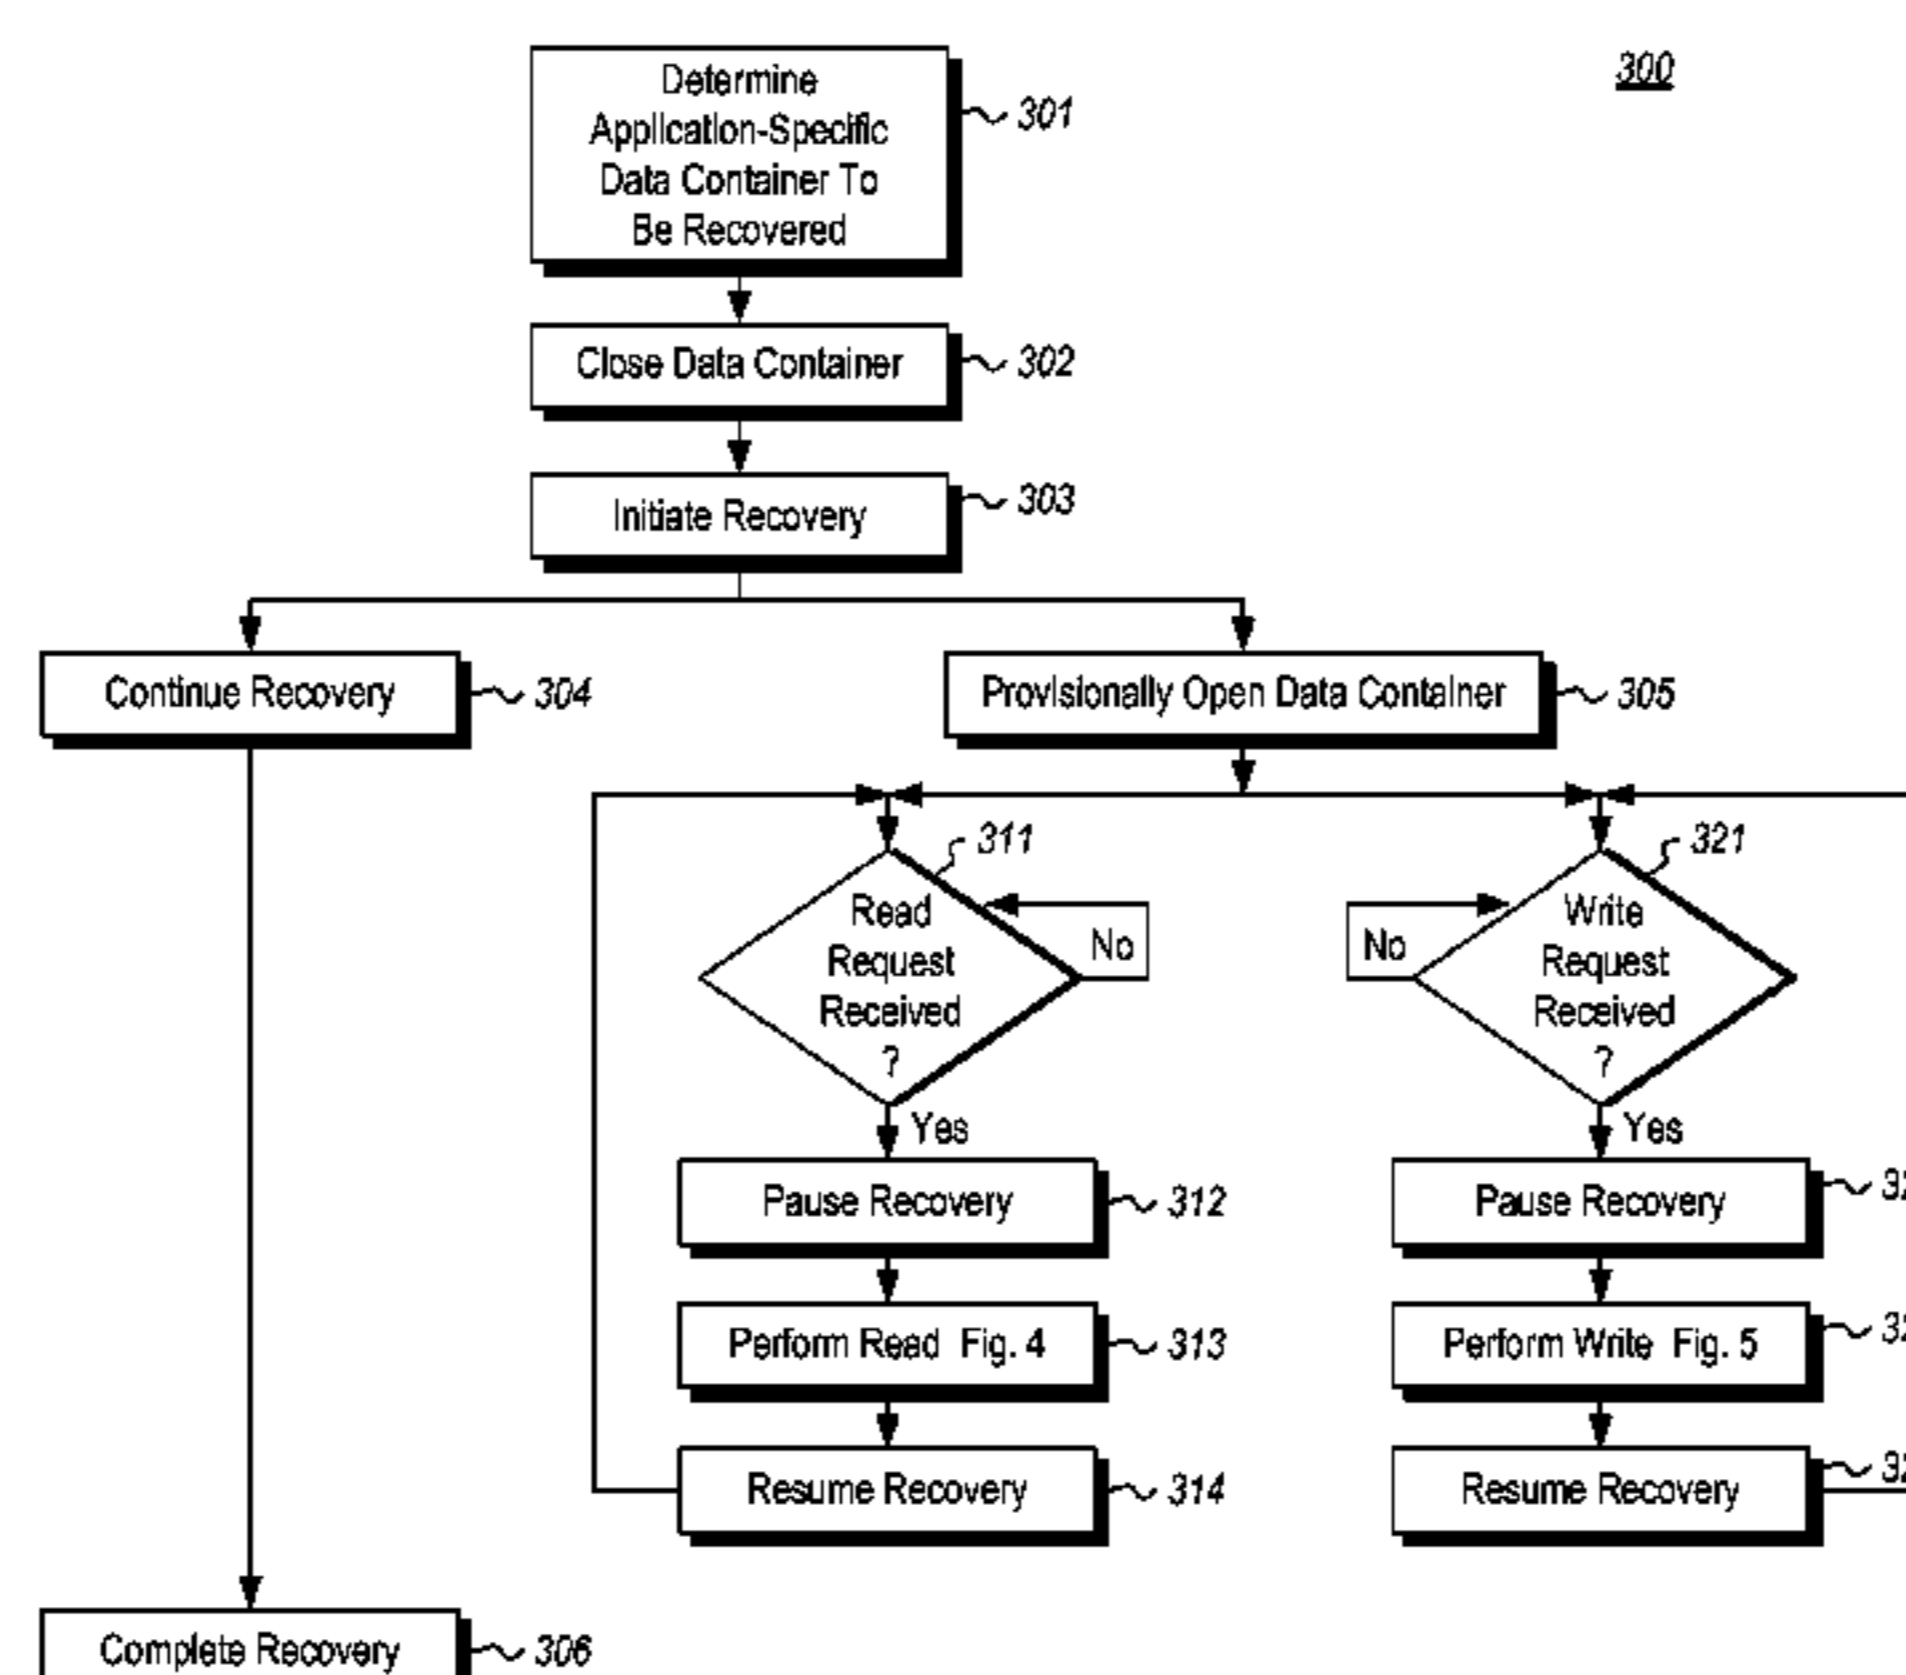 300
Determine
Application-Specific
Data Container To
Be Recovered
301
Close Data Container
302
Initiate Recovery
303
Continue Recovery
304
Provisionally Open Data Container
305
311
Read
Request
Received
?
No
Yes
321
Write
Request
Received
?
No
Yes
Pause Recovery
312
Pause Recovery
Perform Read Fig. 4
313
Perform Write Fig. 5
Resume Recovery
314
Resume Recovery
Complete Recovery
306